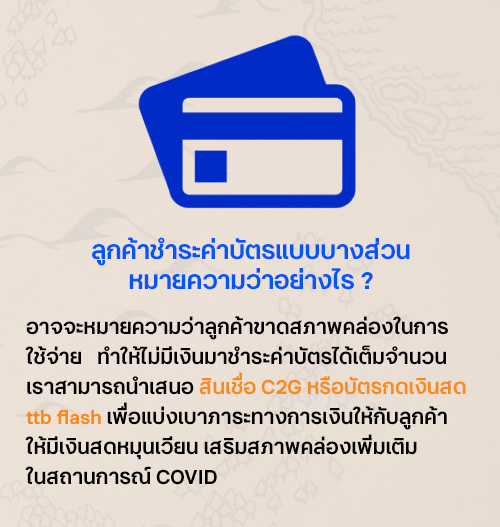 ลูกค้าชำระค่าบัตรแบบบางส่วน
หมายความว่าอย่างไร ?
อาจจะหมายความว่าลูกค้าขาดสภาพคล่องในการ
ใช้จ่าย ทำให้ไม่มีเงินมาชำระค่าบัตรได้เต็มจำนวน
เราสามารถนำเสนอ สินเชื่อ C2G หรือบัตรกดเงินสด
ttb flash เพื่อแบ่งเบาภาระทางการเงินให้กับลูกค้า
ให้มีเงินสดหมุนเวียน เสริมสภาพคล่องเพิ่มเติม
ในสถานการณ์ COVID